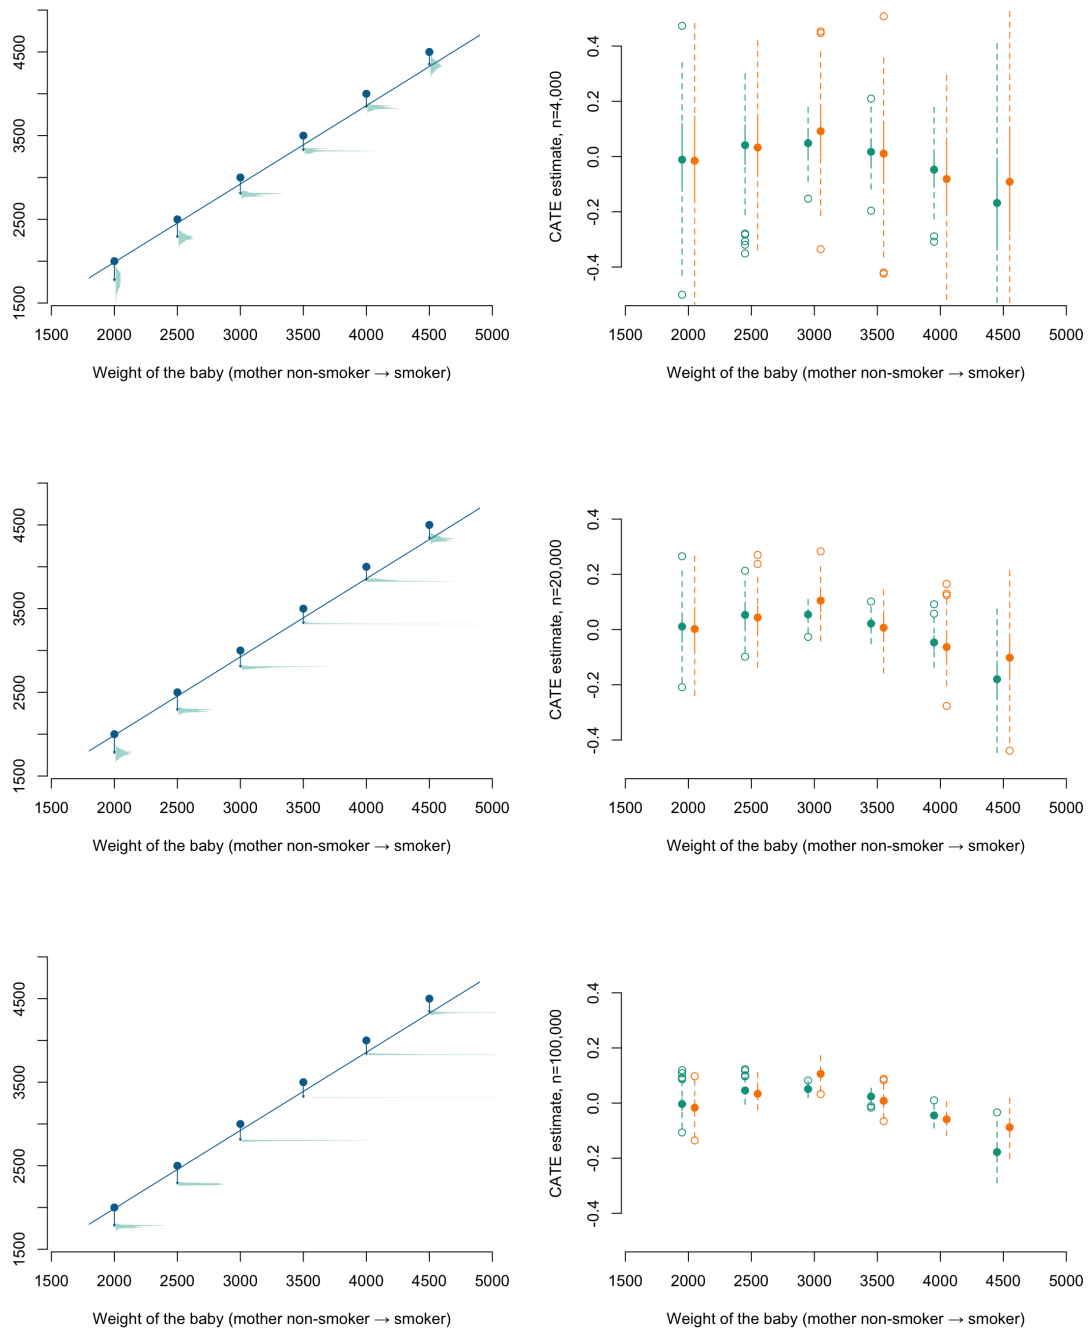 4500
3500
2500
1500
1500 2000 2500 3000 3500 4000 4500 5000
Weight of the baby (mother non-smoker → smoker)
CATE estimate, n=4,000
0.4
0.2
0.0
-0.2
-0.4
1500 2000 2500 3000 3500 4000 4500 5000
Weight of the baby (mother non-smoker → smoker)
4500
3500
2500
1500
1500 2000 2500 3000 3500 4000 4500 5000
Weight of the baby (mother non-smoker → smoker)
CATE estimate, n=20,000
0.4
0.2
0.0
-0.2
-0.4
1500 2000 2500 3000 3500 4000 4500 5000
Weight of the baby (mother non-smoker → smoker)
4500
3500
2500
1500
1500 2000 2500 3000 3500 4000 4500 5000
Weight of the baby (mother non-smoker → smoker)
CATE estimate, n=100,000
0.4
0.2
0.0
-0.2
-0.4
1500 2000 2500 3000 3500 4000 4500 5000
Weight of the baby (mother non-smoker → smoker)